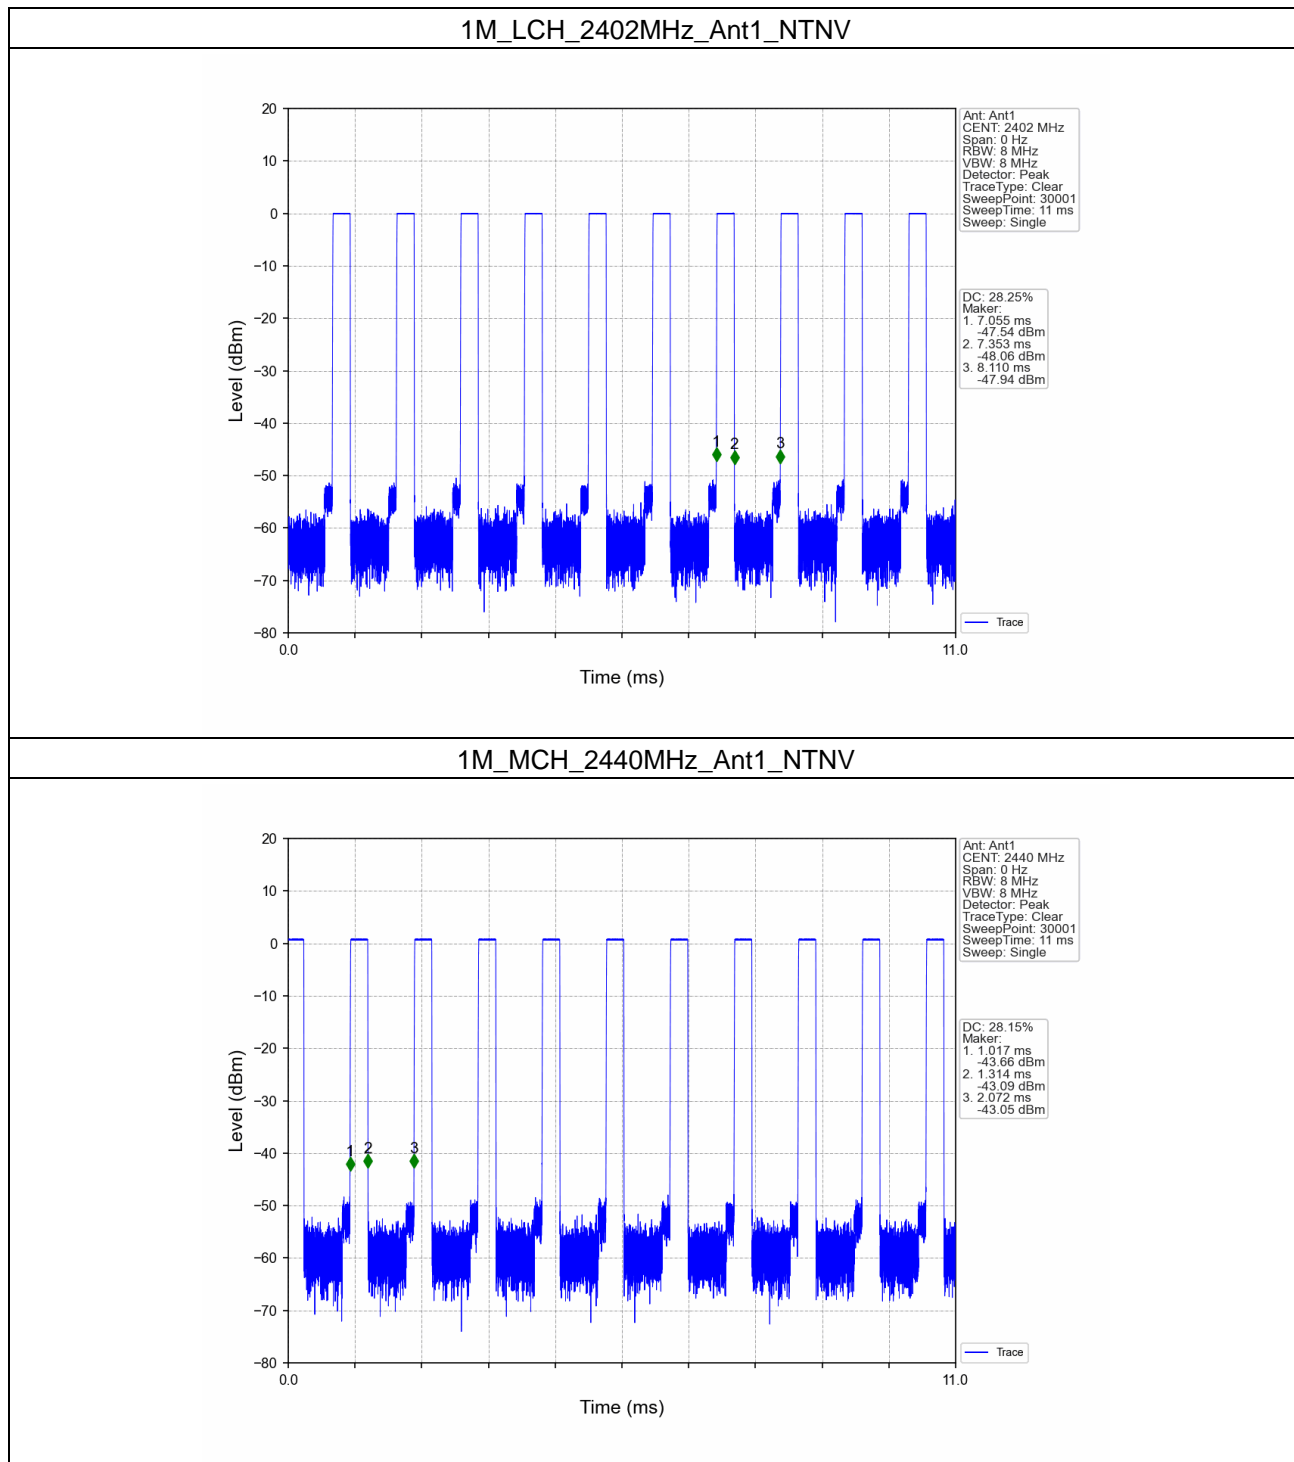 1M_LCH_2402MHz_Ant1_NTNV
20
10
0
−10
−20
−30
−40
−50
−60
−70
−80
Level (dBm)
0.0
11.0
Time (ms)
1
2
3
Ant: Ant1
CENT: 2402 MHz
Span: 0 Hz
RBW: 8 MHz
VBW: 8 MHz
Detector: Peak
TraceType: Clear
SweepPoint: 30001
SweepTime: 11 ms
Sweep: Single
DC: 28.25%
Maker:
1. 7.055 ms
-47.54 dBm
2. 7.353 ms
-48.06 dBm
3. 8.110 ms
-47.94 dBm
Trace
1M_MCH_2440MHz_Ant1_NTNV
20
10
0
−10
−20
−30
−40
−50
−60
−70
−80
Level (dBm)
0.0
11.0
Time (ms)
1
2
3
Ant: Ant1
CENT: 2440 MHz
Span: 0 Hz
RBW: 8 MHz
VBW: 8 MHz
Detector: Peak
TraceType: Clear
SweepPoint: 30001
SweepTime: 11 ms
Sweep: Single
DC: 28.15%
Maker:
1. 1.017 ms
-43.66 dBm
2. 1.314 ms
-43.09 dBm
3. 2.072 ms
-43.05 dBm
Trace